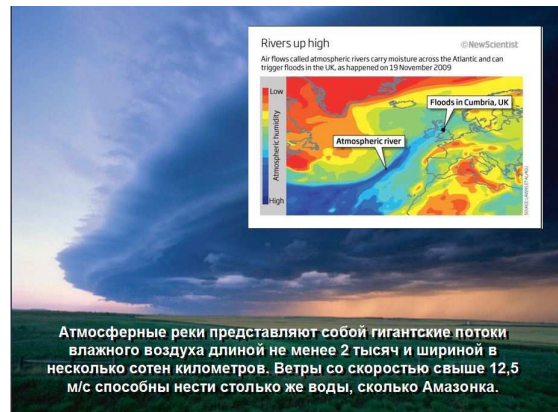 Rivers up high
©NewScientist
Air flows called atmospheric rivers carry moisture across the Atlantic and can
trigger floods in the UK, as happened on 19 November 2009
Low
Floods in Cumbria, UK
Atmospheric river
Atmospheric humidity
High
Атмосферные реки представляют собой гигантские потоки
влажного воздуха длиной не менее 2 тысяч и шириной в
несколько сотен километров. Ветры со скоростью свыше 12,5
м/с способны нести столько же воды, сколько Амазонка.